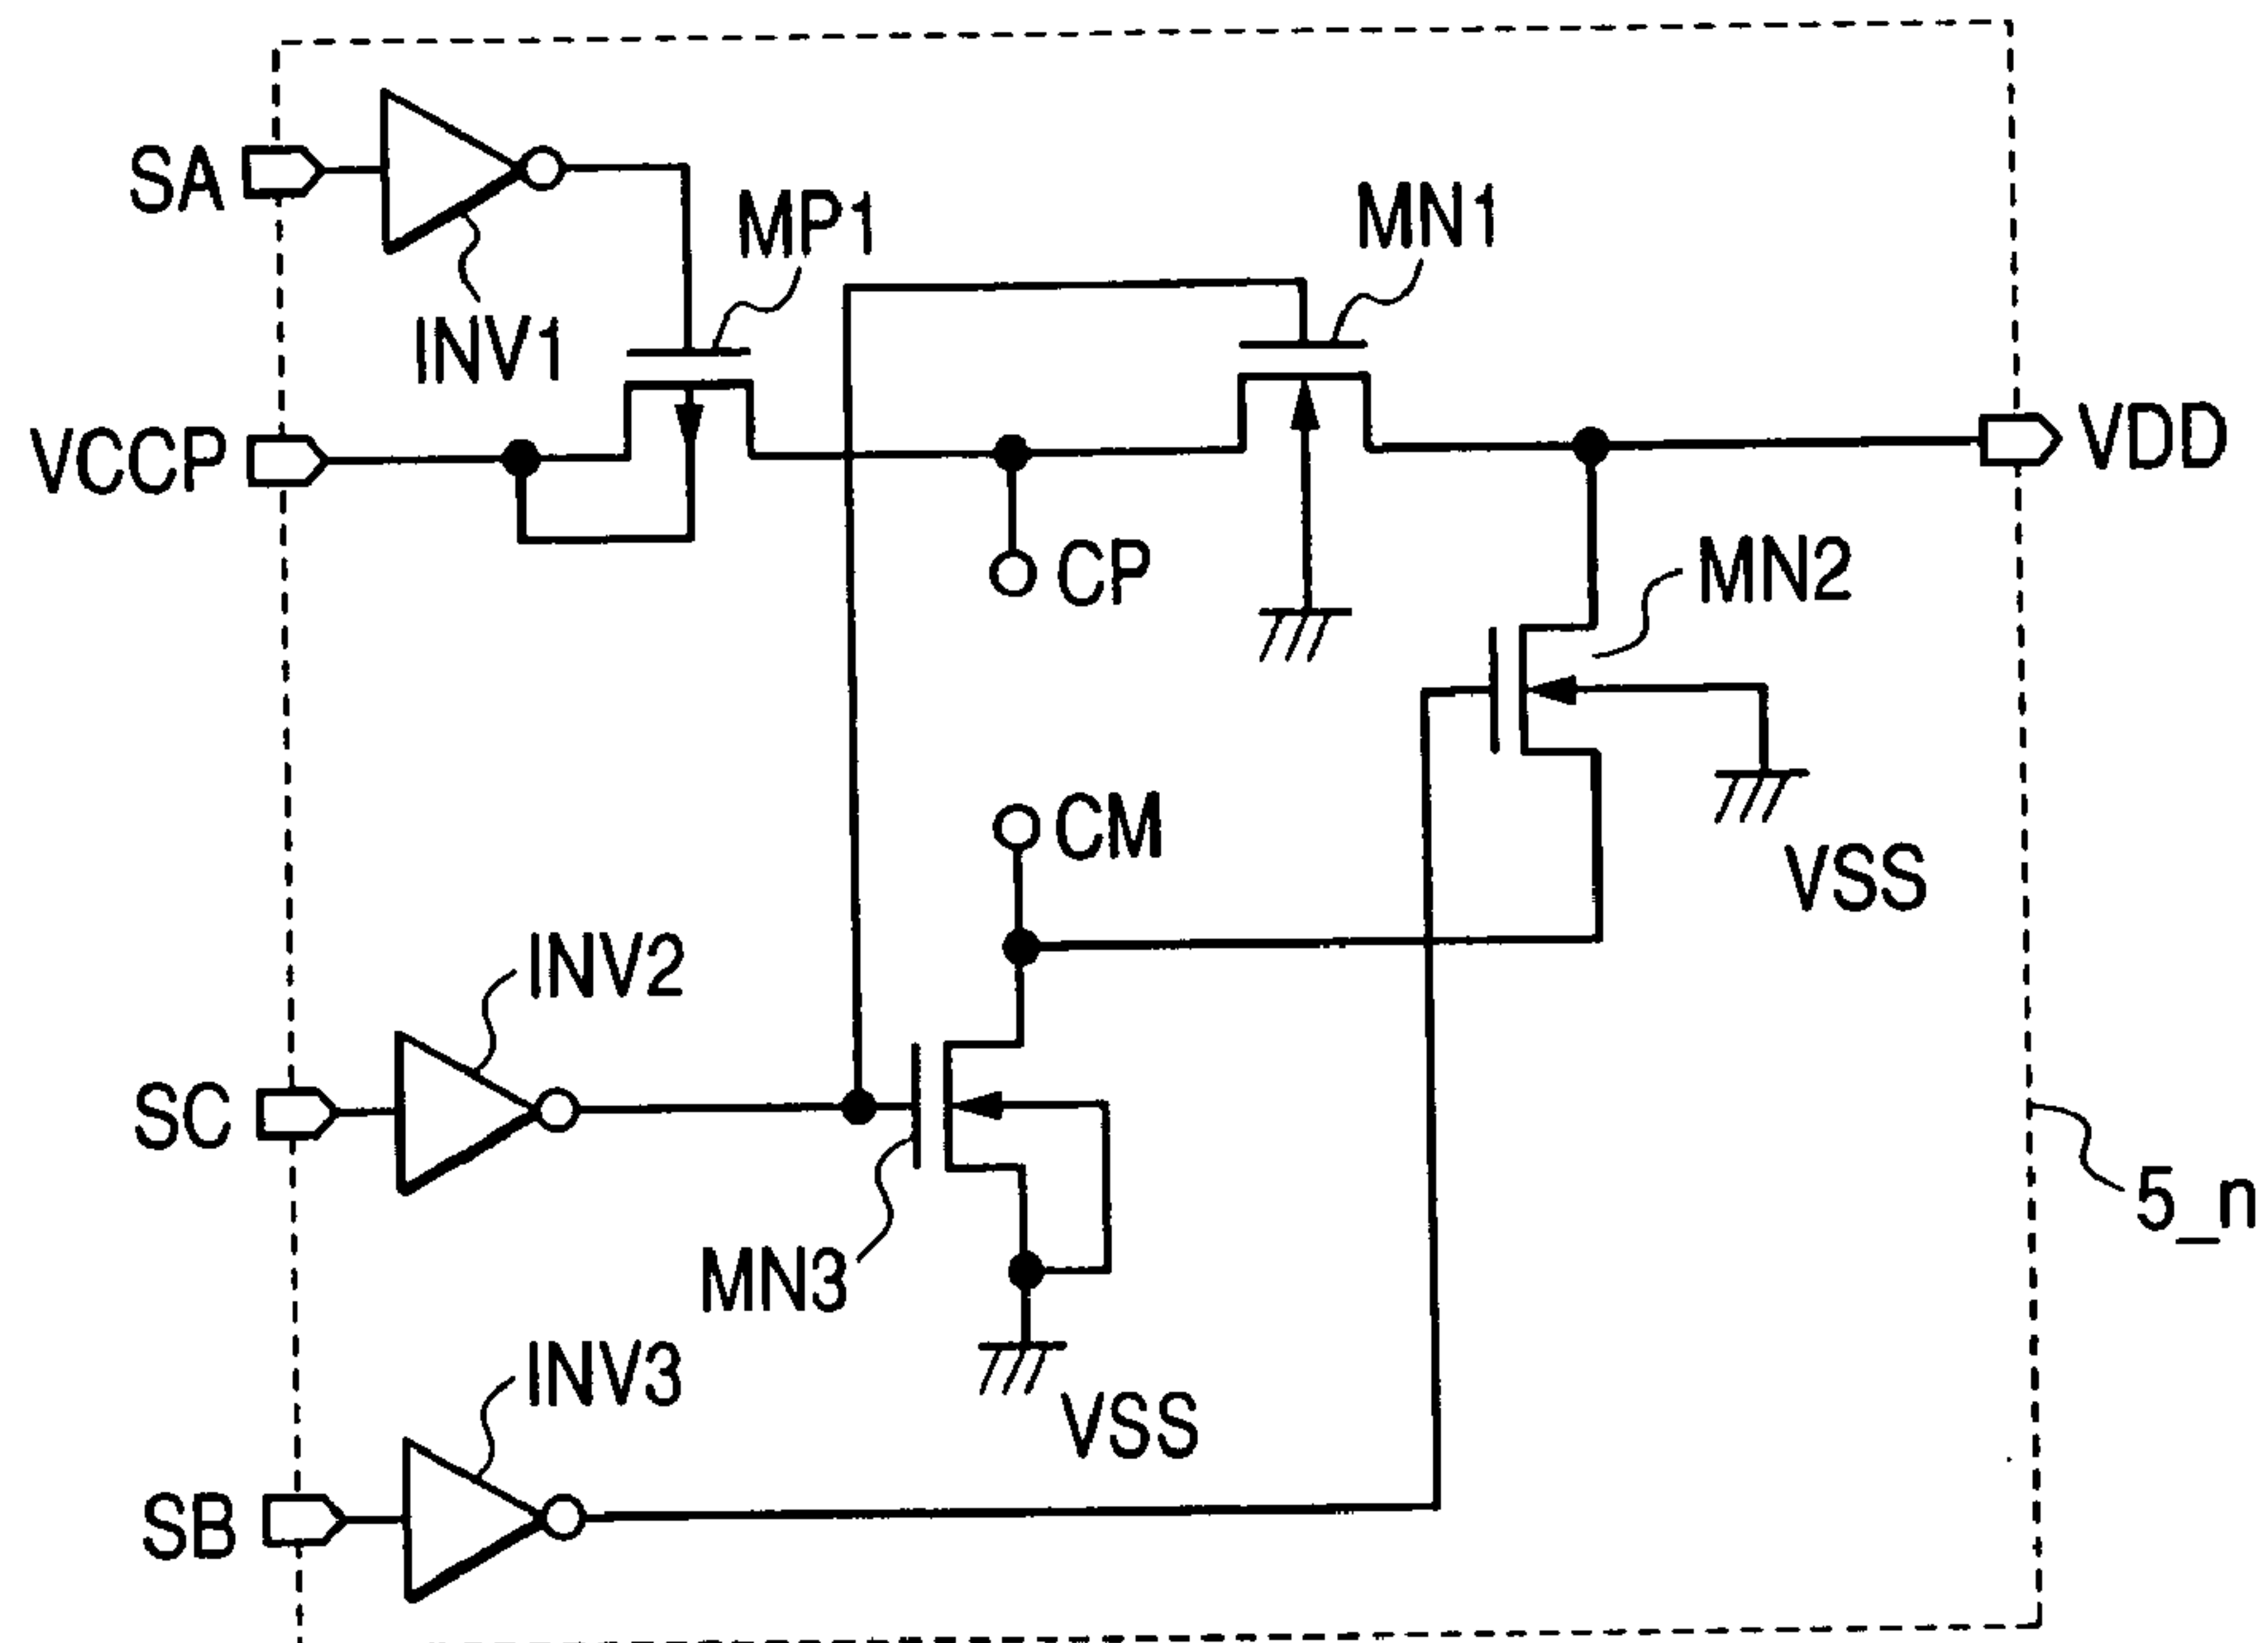 SA
MP1
MN1
INV1
VCCP
VDD
CP
MN2
CM
VSS
INV2
SC
5_n
MN3
INV3
VSS
SB